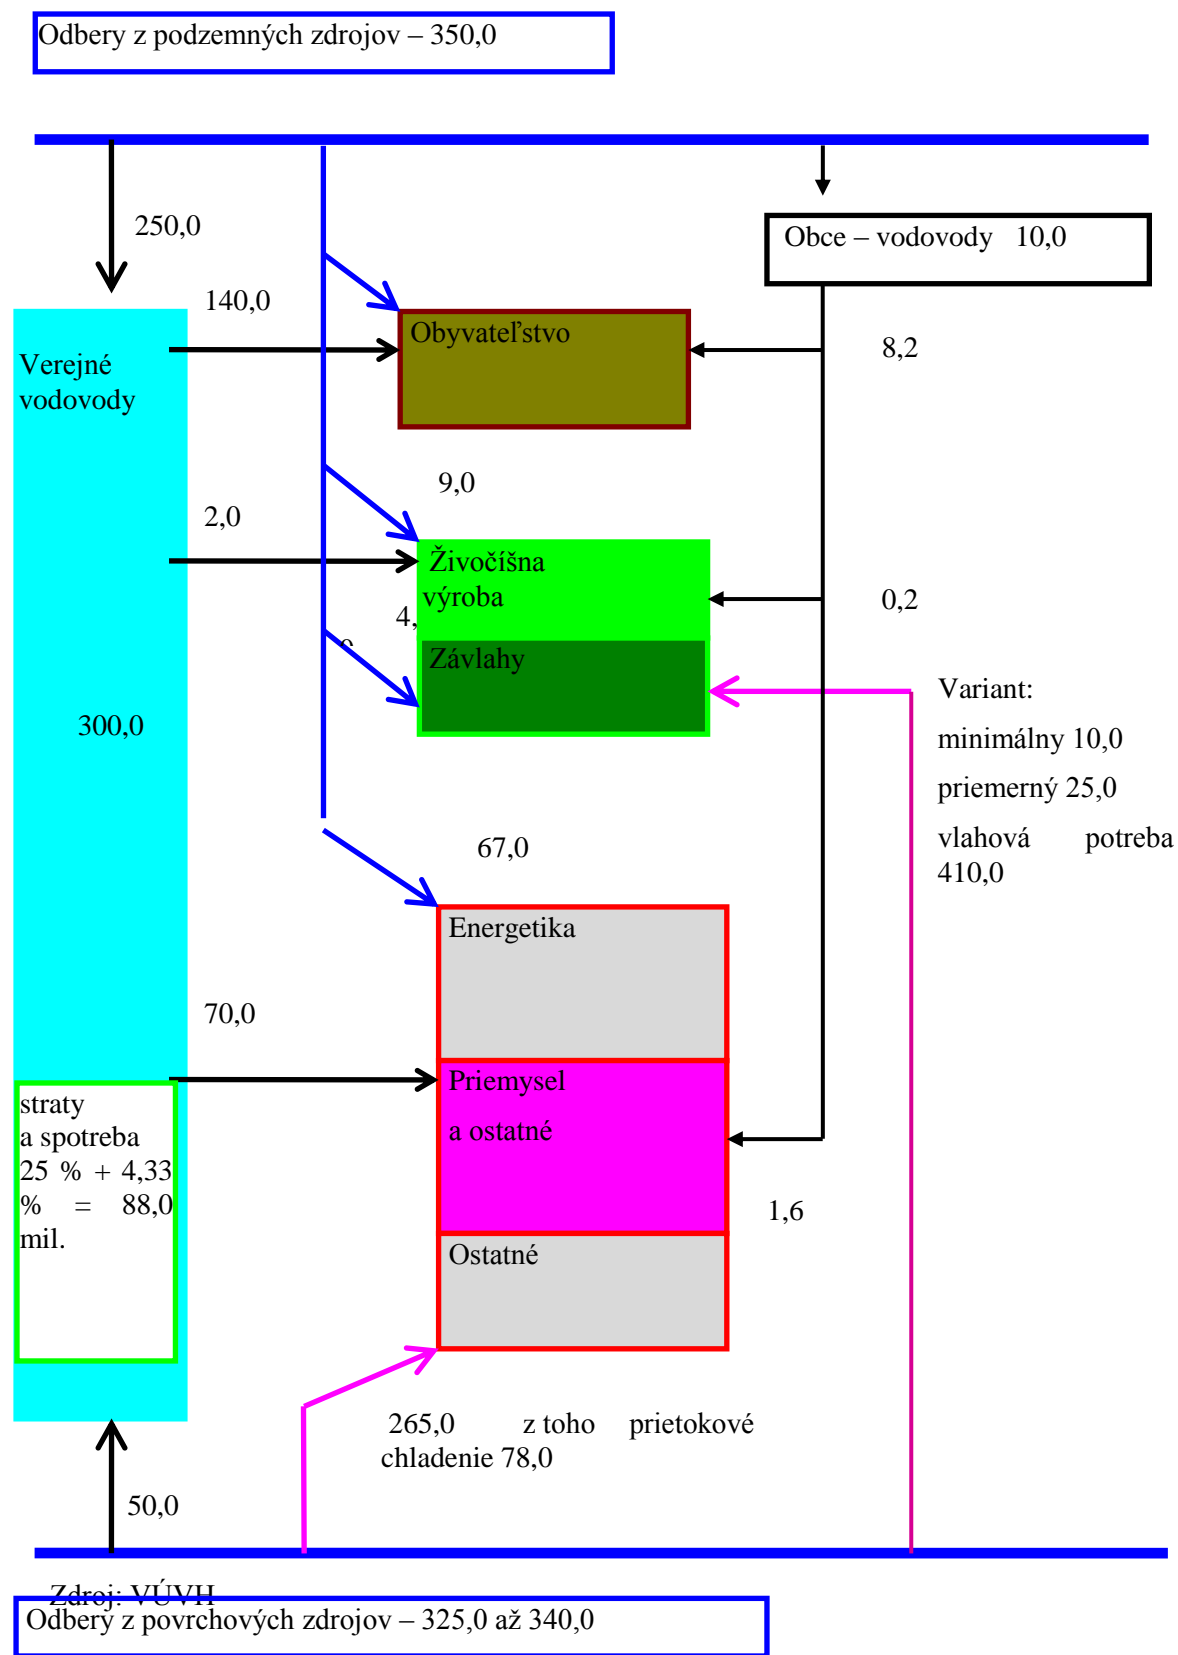 Odbery z podzemných zdrojov – 350,0
250,0
Obce – vodovody 10,0
140,0
Obyvateľstvo
8,2
Verejné
vodovody
9,0
2,0
Živočíšna
výroba
0,2
4,
Závlahy
300,0
Variant:
minimálny 10,0
priemerný 25,0
vlahová potreba
410,0
67,0
Energetika
70,0
Priemysel
a ostatné
straty
a spotreba
25 % + 4,33
% = 88,0
mil.
1,6
Ostatné
265,0 z toho prietokové
chladenie 78,0
50,0
Zdroj: VÚVH
Odbery z povrchových zdrojov – 325,0 až 340,0